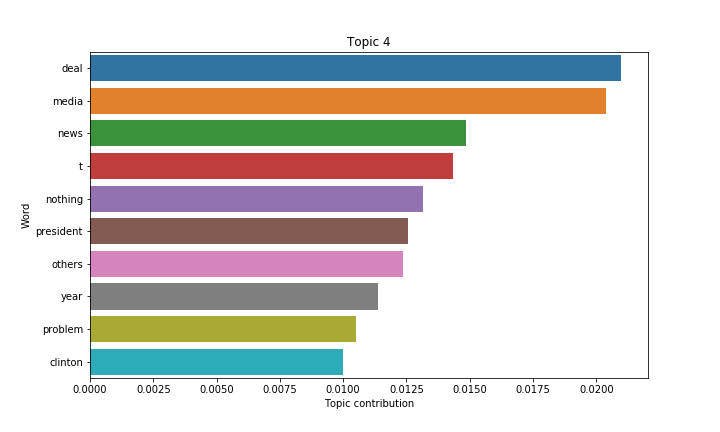 Topic 4
deal
media
news
t
nothing
president
others
year
problem
clinton
Word
0.0000 0.0025 0.0050 0.0075 0.0100 0.0125 0.0150 0.0175 0.0200
Topic contribution